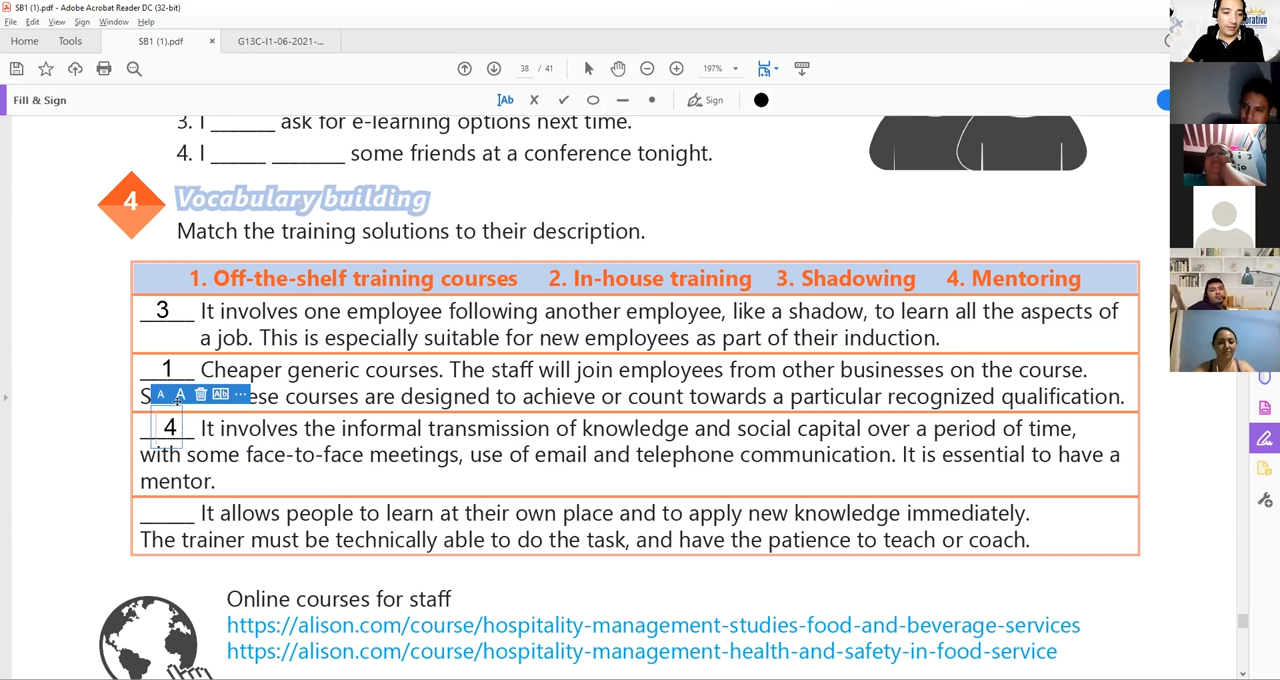 SB1 (1).pdf - Adobe Acrobat Reader DC (32-bit)
File Edit View Sign Window Help
Home Tools SB1 (1).pdf × G13C-I1-06-2021-...
38 / 41 197%
Fill & Sign Ab Sign
3. I _______ ask for e-learning options next time.
4. I ______ ________ some friends at a conference tonight.
4 Vocabulary building
Match the training solutions to their description.
1. Off-the-shelf training courses 2. In-house training 3. Shadowing 4. Mentoring
3 It involves one employee following another employee, like a shadow, to learn all the aspects of
a job. This is especially suitable for new employees as part of their induction.
1 Cheaper generic courses. The staff will join employees from other businesses on the course.
courses are designed to achieve or count towards a particular recognized qualification.
4 It involves the informal transmission of knowledge and social capital over a period of time,
with some face-to-face meetings, use of email and telephone communication. It is essential to have a
mentor.
______ It allows people to learn at their own place and to apply new knowledge immediately.
The trainer must be technically able to do the task, and have the patience to teach or coach.
Online courses for staff
https://alison.com/course/hospitality-management-studies-food-and-beverage-services
https://alison.com/course/hospitality-management-health-and-safety-in-food-service